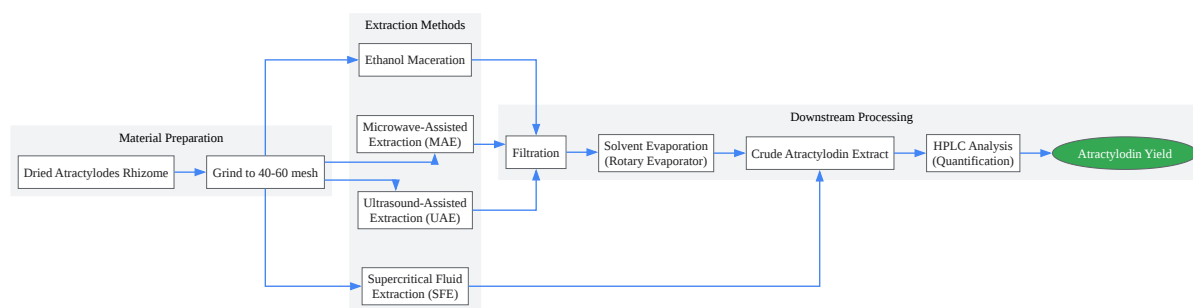 Extraction Methods
Ethanol Maceration
Material Preparation
Dried Atractylodes Rhizome
Grind to 40-60 mesh
Microwave-Assisted
Extraction (MAE)
Ultrasound-Assisted
Extraction (UAE)
Supercritical Fluid
Extraction (SFE)
Downstream Processing
Filtration
Solvent Evaporation
(Rotary Evaporator)
Crude Atractylodin Extract
HPLC Analysis
(Quantification)
Atractylodin Yield